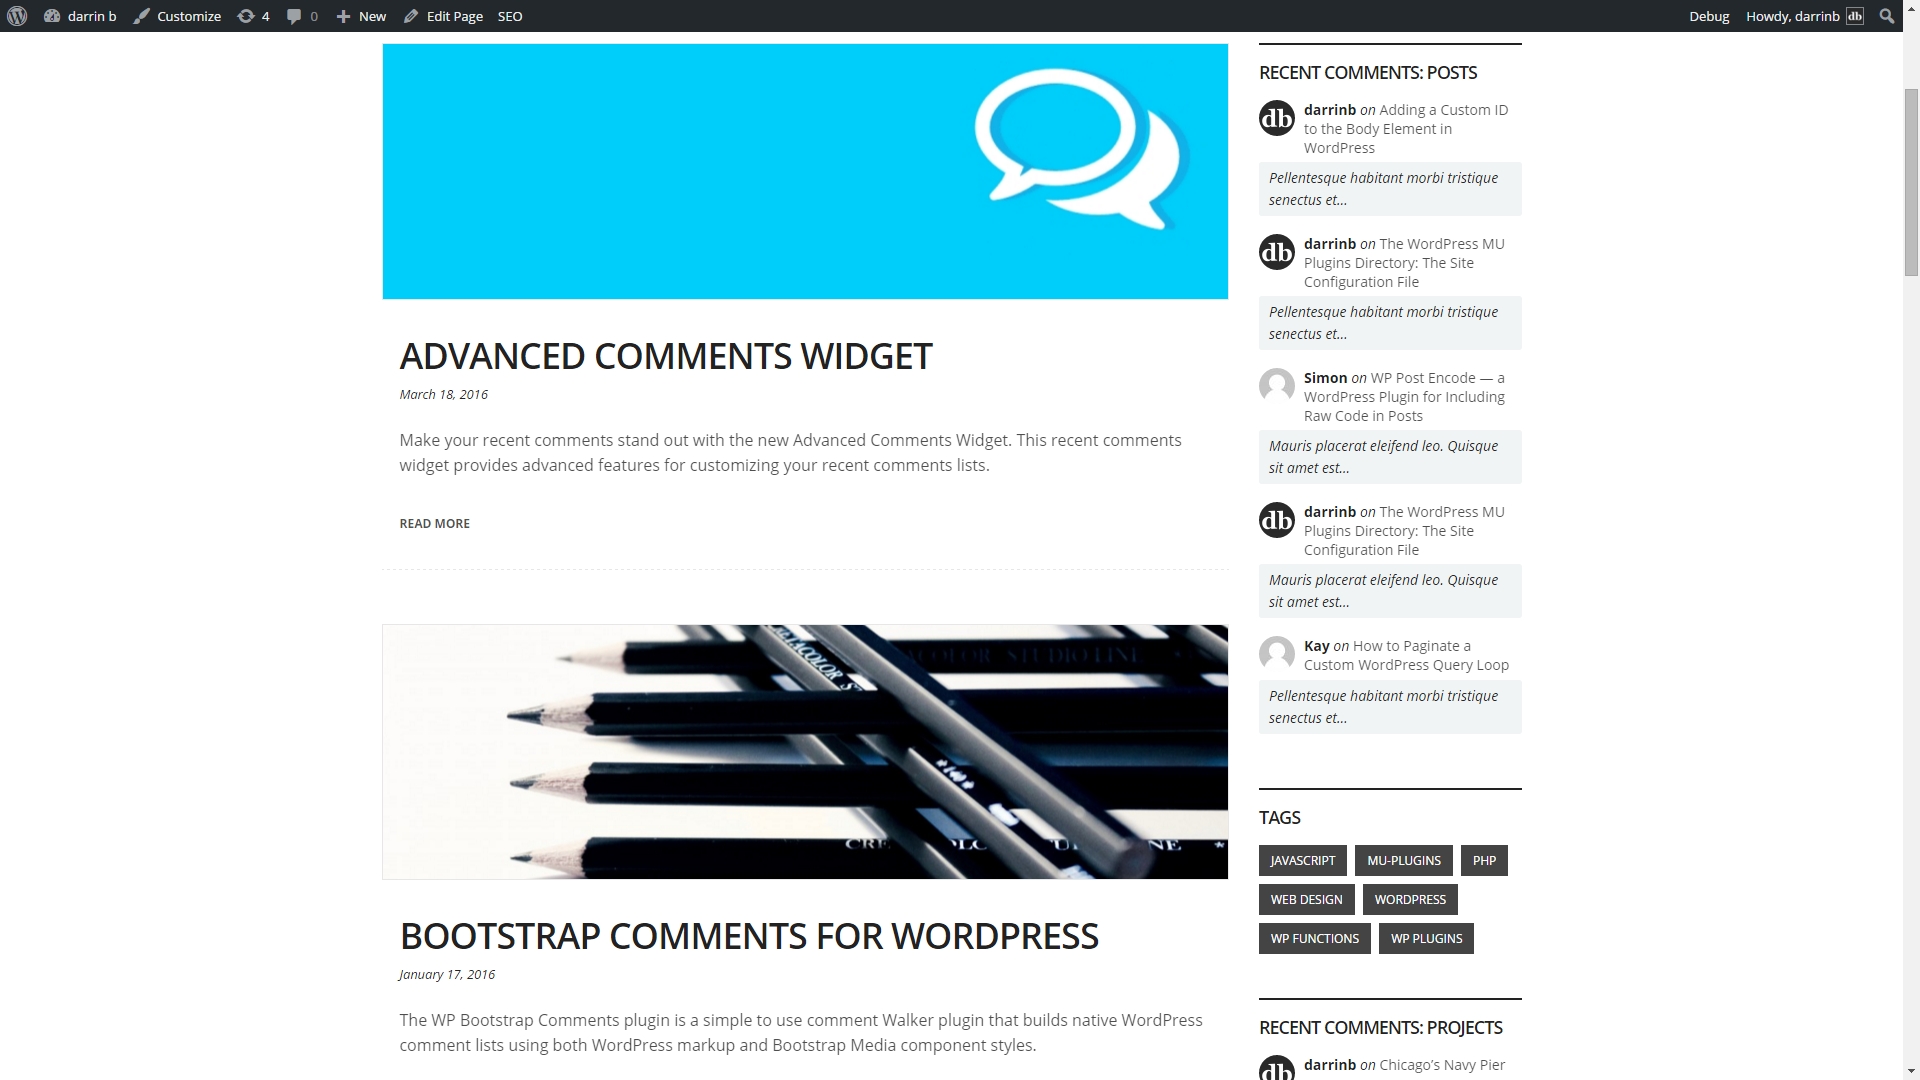 darrin b Customize 4 0 New Edit Page SEO Debug Howdy, darrinb db
ADVANCED COMMENTS WIDGET
March 18, 2016
Make your recent comments stand out with the new Advanced Comments Widget. This recent comments
widget provides advanced features for customizing your recent comments lists.
READ MORE
BOOTSTRAP COMMENTS FOR WORDPRESS
January 17, 2016
The WP Bootstrap Comments plugin is a simple to use comment Walker plugin that builds native WordPress
comment lists using both WordPress markup and Bootstrap Media component styles.
RECENT COMMENTS: POSTS
db
darrinb on Adding a Custom ID
to the Body Element in
WordPress
Pellentesque habitant morbi tristique
senectus et...
db
darrinb on The WordPress MU
Plugins Directory: The Site
Configuration File
Pellentesque habitant morbi tristique
senectus et...
Simon on WP Post Encode — a
WordPress Plugin for Including
Raw Code in Posts
Mauris placerat eleifend leo. Quisque
sit amet est...
db
darrinb on The WordPress MU
Plugins Directory: The Site
Configuration File
Mauris placerat eleifend leo. Quisque
sit amet est...
Kay on How to Paginate a
Custom WordPress Query Loop
Pellentesque habitant morbi tristique
senectus et...
TAGS
JAVASCRIPT MU-PLUGINS PHP
WEB DESIGN WORDPRESS
WP FUNCTIONS WP PLUGINS
RECENT COMMENTS: PROJECTS
db
darrinb on Chicago’s Navy Pier